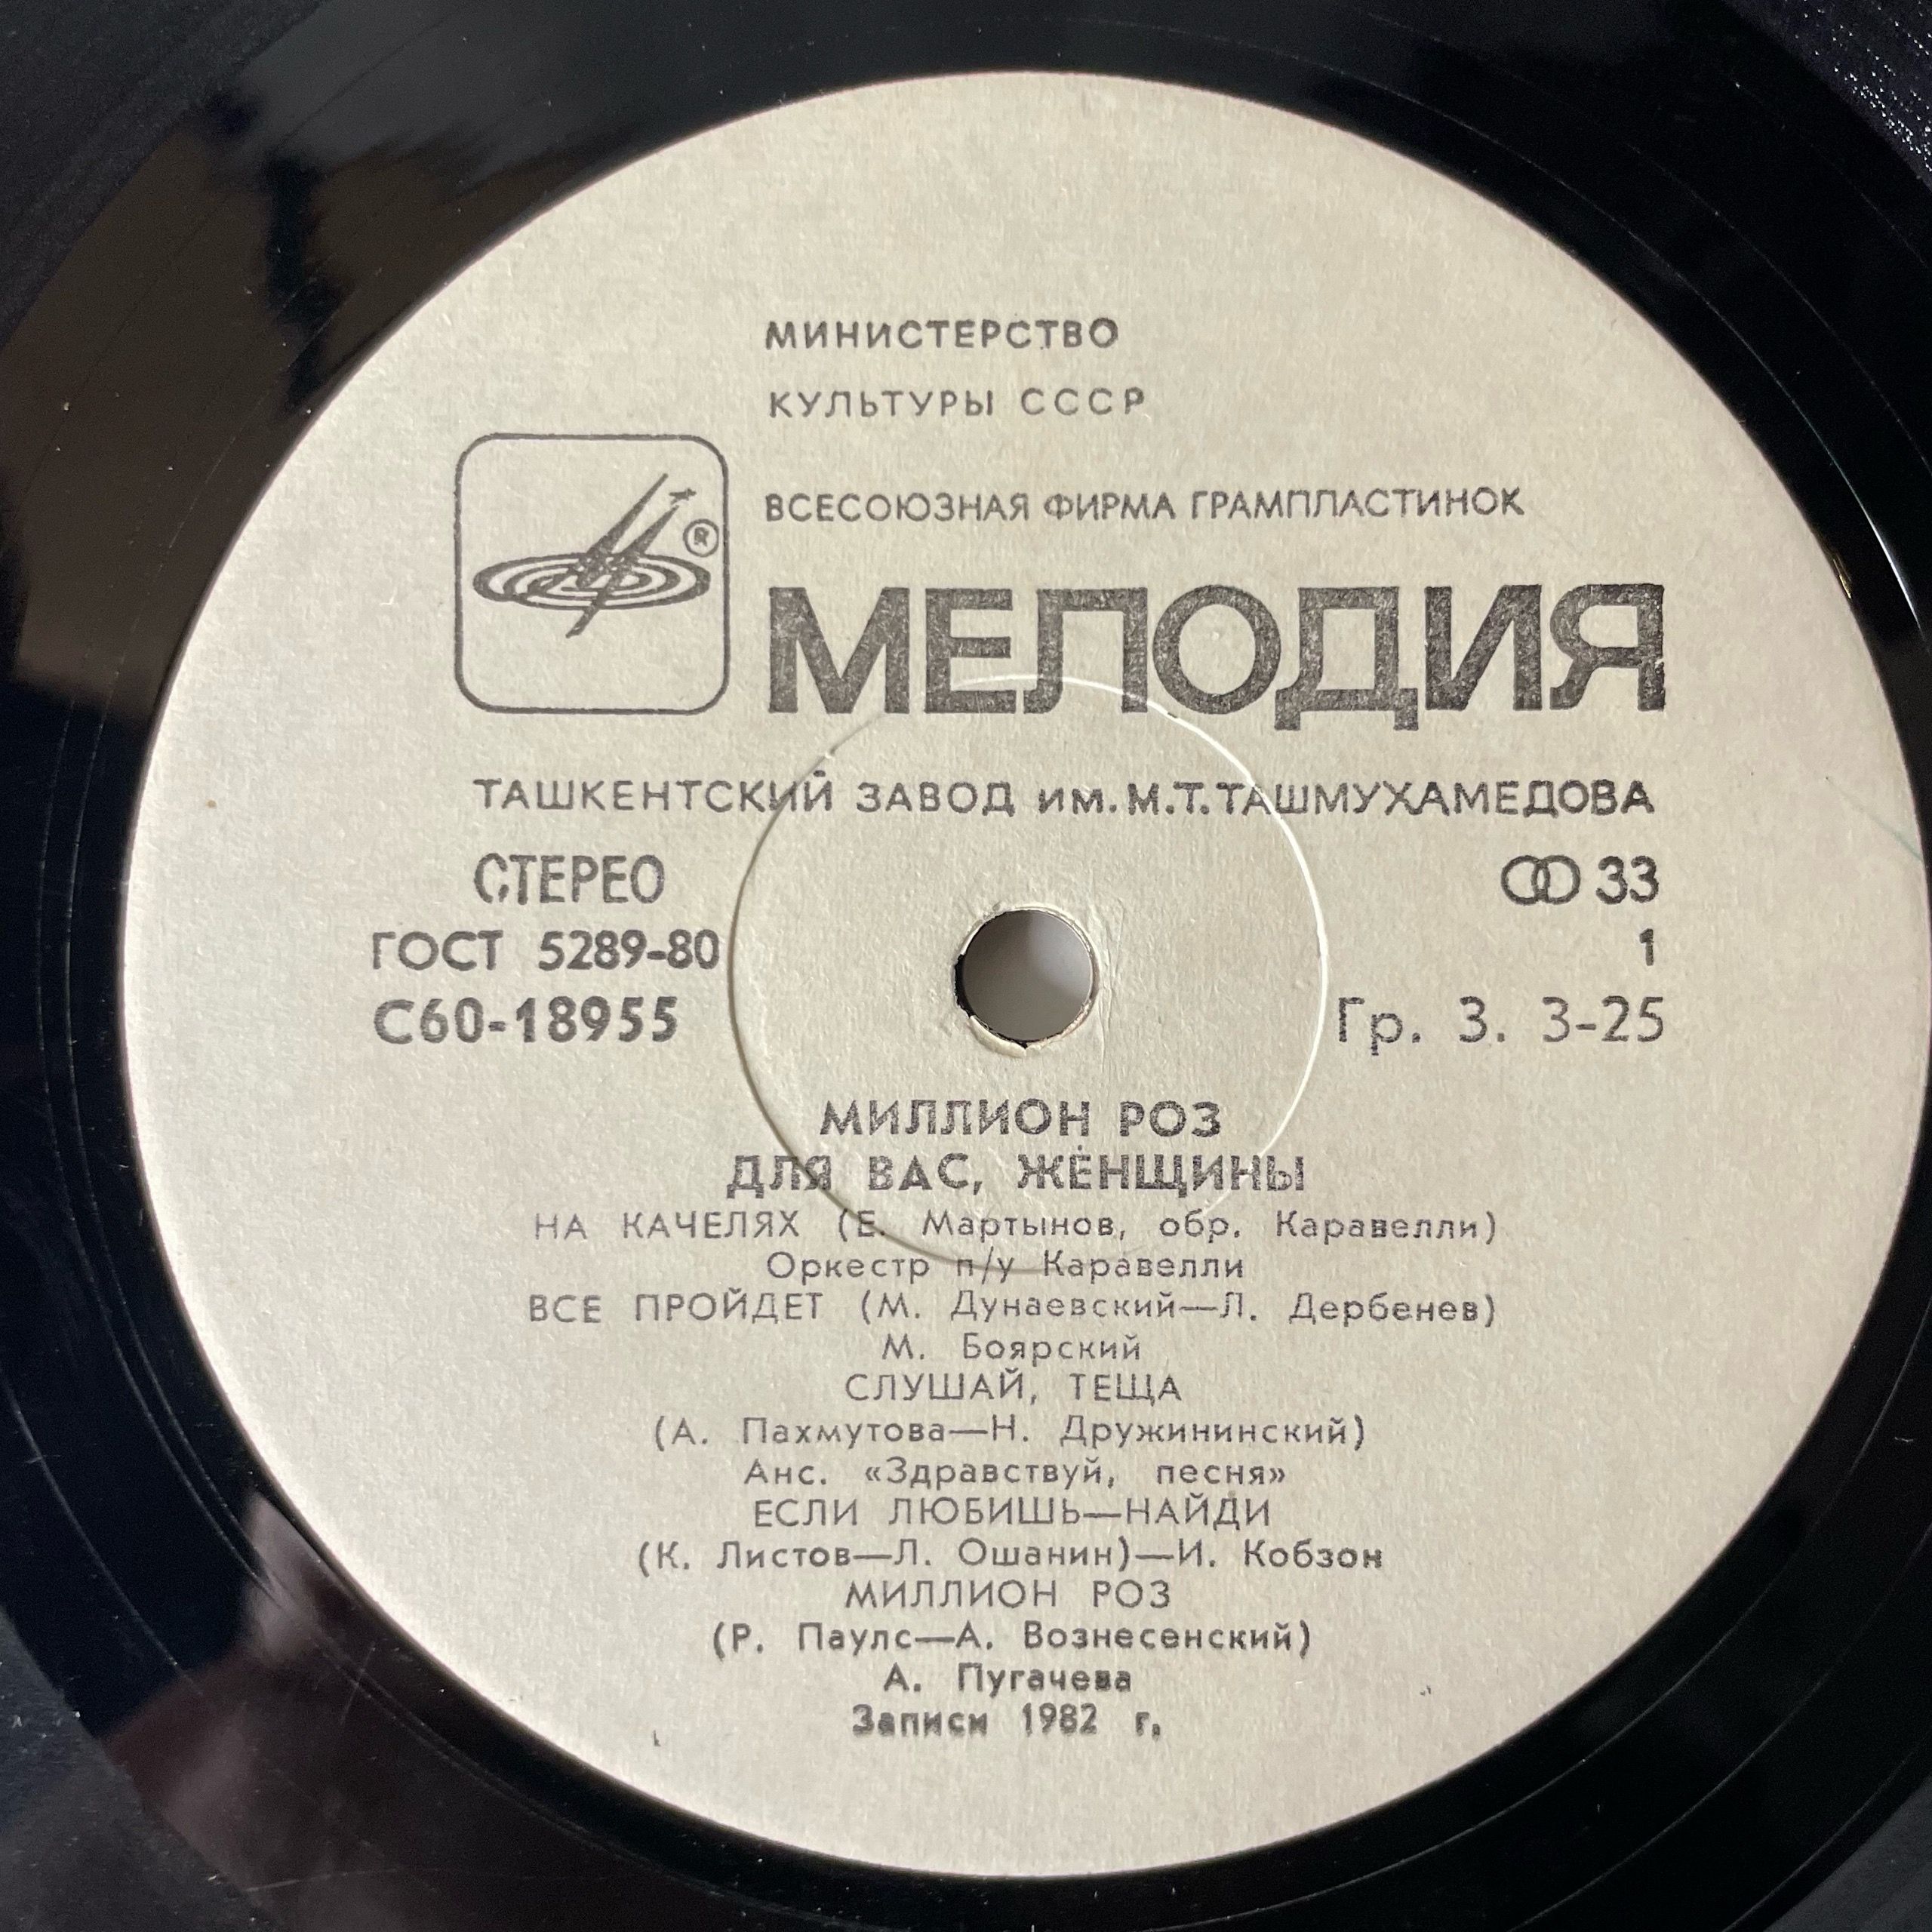 МИНИСТЕРСТВО
КУЛЬТУРЫ СССР
ВСЕСОЮЗНАЯ ФИРМА ГРАМПЛАСТИНОК
®
МЕЛОДИЯ
ТАШКЕНТСКИЙ ЗАВОД им. М.Т. ТАШМУХАМЕДОВА
СТЕРЕО 33
ГОСТ 5289-80 1
С60-18955 Гр. 3. 3-25
МИЛЛИОН РОЗ
ДЛЯ ВАС, ЖЕНЩИНЫ
НА КАЧЕЛЯХ (Е. Мартынов, обр. Каравелли)
Оркестр п/у Каравелли
ВСЕ ПРОЙДЕТ (М. Дунаевский—Л. Дербенев)
М. Боярский
СЛУШАЙ, ТЕЩА
(А. Пахмутова—Н. Дружининский)
Анс. «Здравствуй, песня»
ЕСЛИ ЛЮБИШЬ—НАЙДИ
(К. Листов—Л. Ошанин)—И. Кобзон
МИЛЛИОН РОЗ
(Р. Паулс—А. Вознесенский)
А. Пугачева
Записи 1982 г.